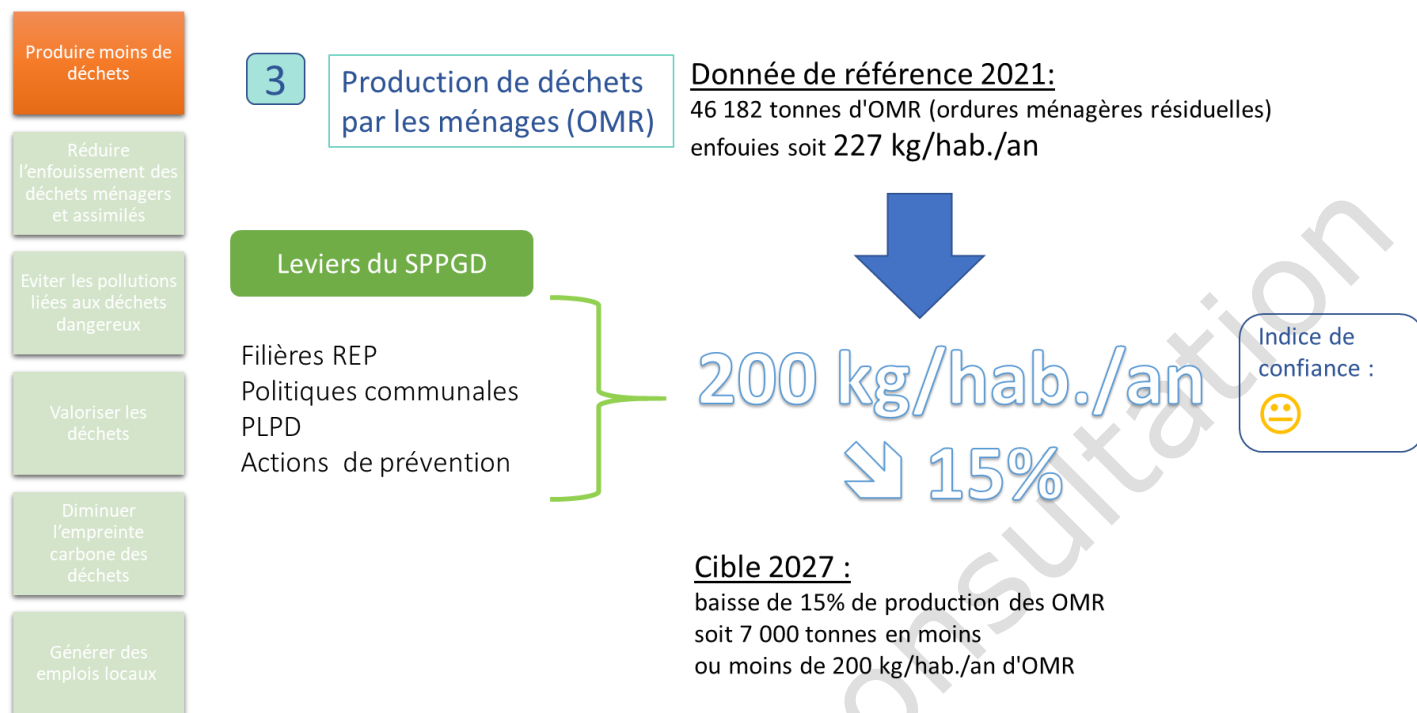 Produire moins de
déchets
Réduire
l'enfouissement des
déchets ménagers
et assimilés
Eviter les pollutions
liées aux déchets
dangereux
Valoriser les
déchets
Diminuer
l'empreinte
carbone des
déchets
Générer des
emplois locaux
3
Production de déchets
par les ménages (OMR)
Donnée de référence 2021:
46 182 tonnes d'OMR (ordures ménagères résiduelles)
enfouies soit 227 kg/hab./an
Leviers du SPPGD
Filières REP
Politiques communales
PLPD
Actions de prévention
200 kg/hab./an
15%
Indice de
confiance :
Cible 2027 :
baisse de 15% de production des OMR
soit 7 000 tonnes en moins
ou moins de 200 kg/hab./an d'OMR
onsultation